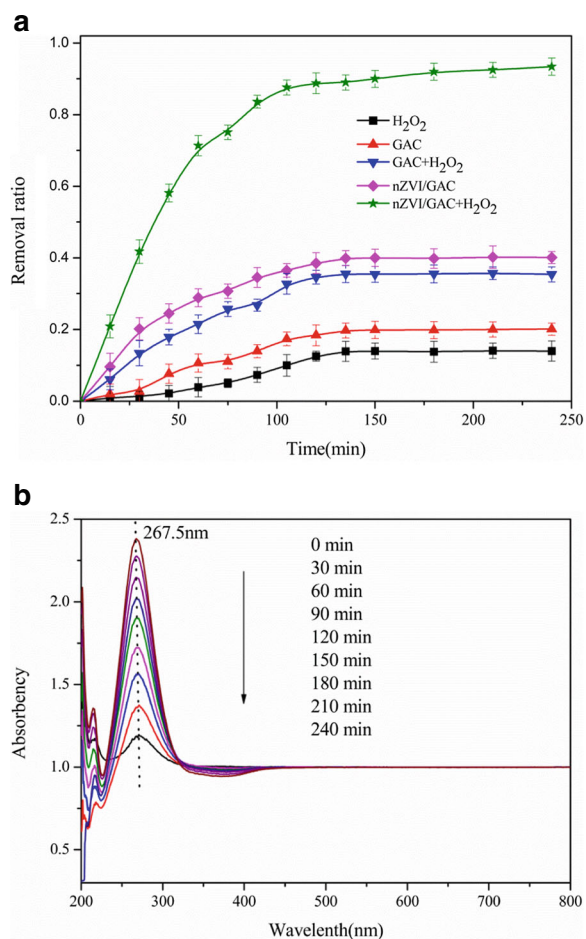 a
1.0
0.8
0.6
0.4
0.2
0.0
Removal ratio
H₂O₂
GAC
GAC+H₂O₂
nZVI/GAC
nZVI/GAC+H₂O₂
0 50 100 150 200 250
Time(min)
b
2.5
2.0
1.5
1.0
0.5
Absorbency
267.5nm
0 min
30 min
60 min
90 min
120 min
150 min
180 min
210 min
240 min
200 300 400 500 600 700 800
Wavelenth(nm)